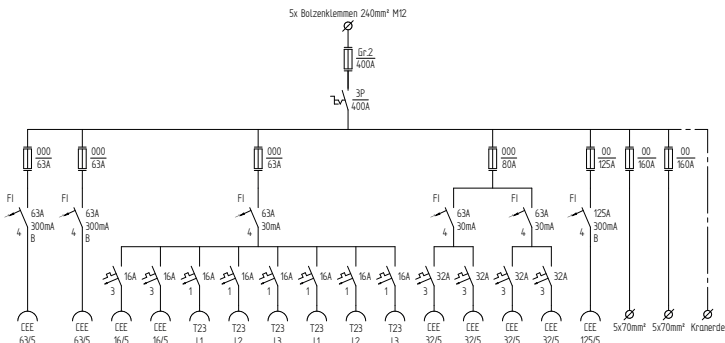 5x Bolzenklemmen 240mm² M12
Gr.2
400A
3P
400A
000
63A
000
63A
000
63A
000
80A
00
125A
00
160A
00
160A
FI
63A
300mA
4
B
FI
63A
300mA
4
B
FI
63A
30mA
4
FI
63A
30mA
4
FI
63A
30mA
4
FI
125A
300mA
4
B
16A
3
16A
3
16A
1
16A
1
16A
1
16A
1
16A
1
16A
1
32A
3
32A
3
32A
3
32A
3
CEE
63/5
CEE
63/5
CEE
16/5
CEE
16/5
T23
L1
T23
L2
T23
L3
T23
L1
T23
L2
T23
L3
CEE
32/5
CEE
32/5
CEE
32/5
CEE
32/5
CEE
125/5
5x70mm²
5x70mm²
Kranerde